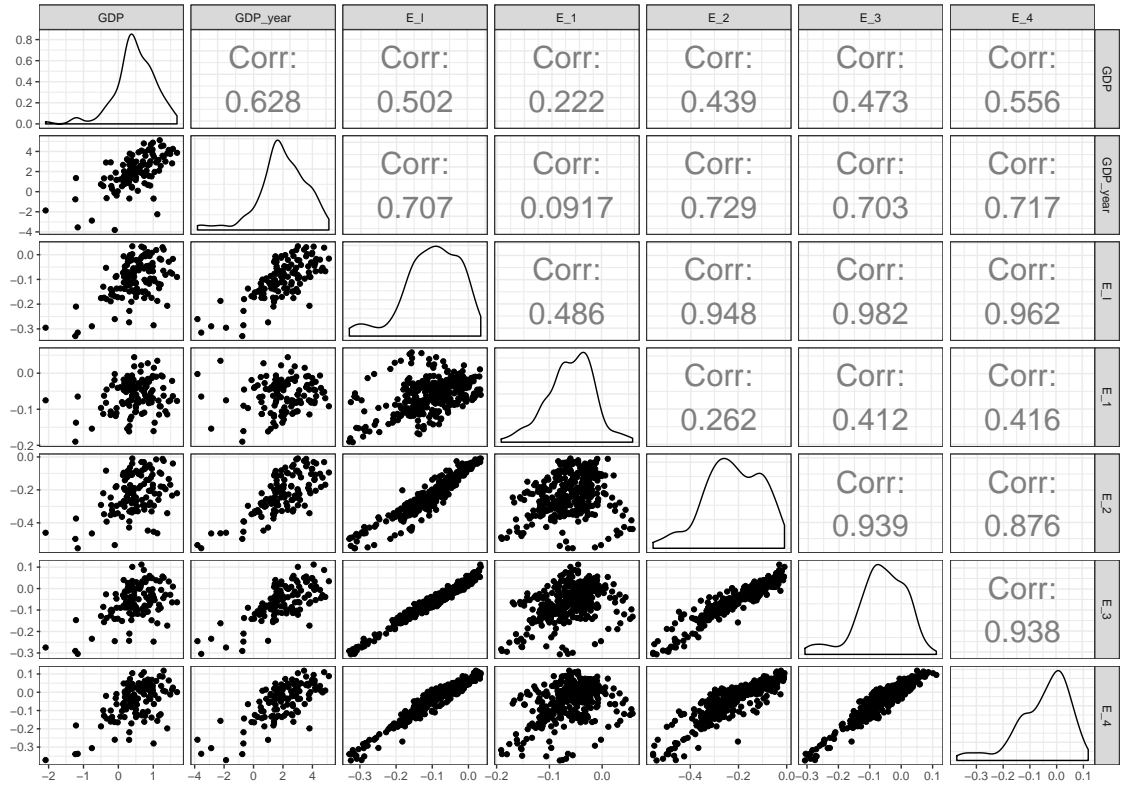 GDP GDP_year E_I E_1 E_2 E_3 E_4
0.8
0.6
0.4
0.2
0.0
Corr:
0.628
Corr:
0.502
Corr:
0.222
Corr:
0.439
Corr:
0.473
Corr:
0.556
GDP
4
2
0
−2
−4
Corr:
0.707
Corr:
0.0917
Corr:
0.729
Corr:
0.703
Corr:
0.717
GDP_year
0.0
−0.1
−0.2
−0.3
Corr:
0.486
Corr:
0.948
Corr:
0.982
Corr:
0.962
E_I
0.0
−0.1
−0.2
Corr:
0.262
Corr:
0.412
Corr:
0.416
E_1
0.0
−0.2
−0.4
Corr:
0.939
Corr:
0.876
E_2
0.1
0.0
−0.1
−0.2
−0.3
Corr:
0.938
E_3
0.1
0.0
−0.1
−0.2
−0.3
E_4
−2 −1 0 1 −4 −2 0 2 4 −0.3 −0.2 −0.1 0.0 −0.2 −0.1 0.0 −0.4 −0.2 0.0 −0.3 −0.2 −0.1 0.0 0.1 −0.3 −0.2 −0.1 0.0 0.1